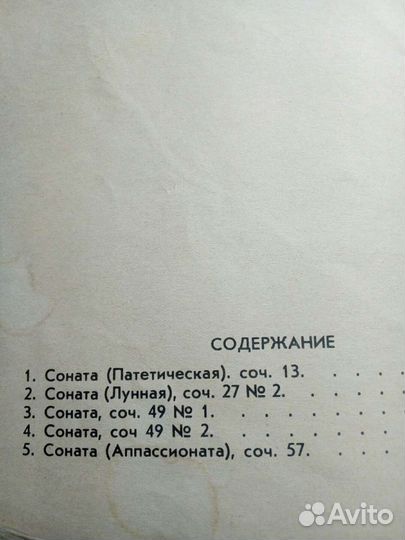 СОДЕРЖАНИЕ
1. Соната (Патетическая). соч. 13. . . . . .
2. Соната (Лунная), соч. 27 № 2. . . . . .
3. Соната, соч. 49 № 1. . . . . . . . .
4. Соната, соч 49 № 2. . . . . . . . .
5. Соната (Аппассионата), соч. 57. . . . . .
Avito